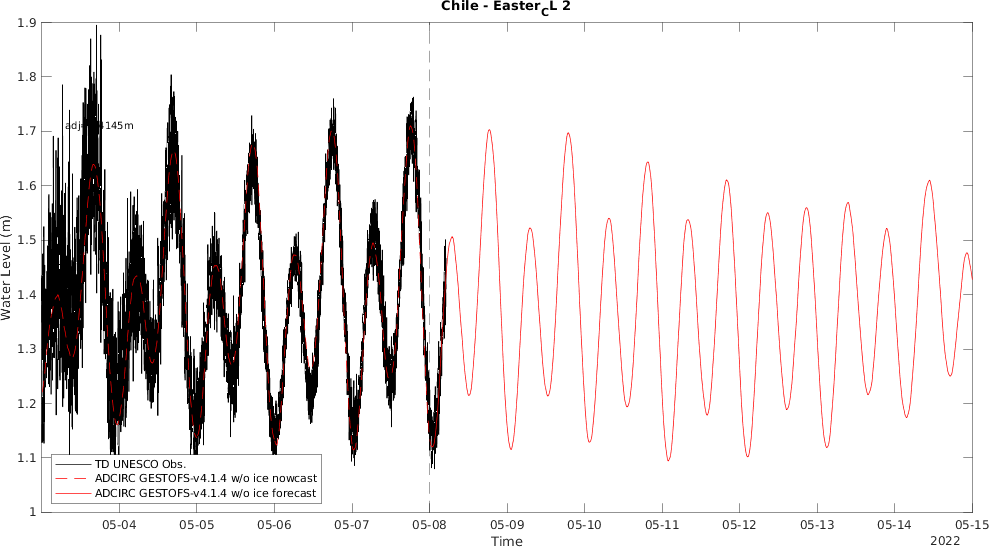 Chile - Easter_CL 2
1.9
1.8
1.7
1.6
1.5
1.4
1.3
1.2
1.1
1
Water Level (m)
145m
TD UNESCO Obs.
ADCIRC GESTOFS-v4.1.4 w/o ice nowcast
ADCIRC GESTOFS-v4.1.4 w/o ice forecast
05-04 05-05 05-06 05-07 05-08 05-09 05-10 05-11 05-12 05-13 05-14 05-15
Time
2022